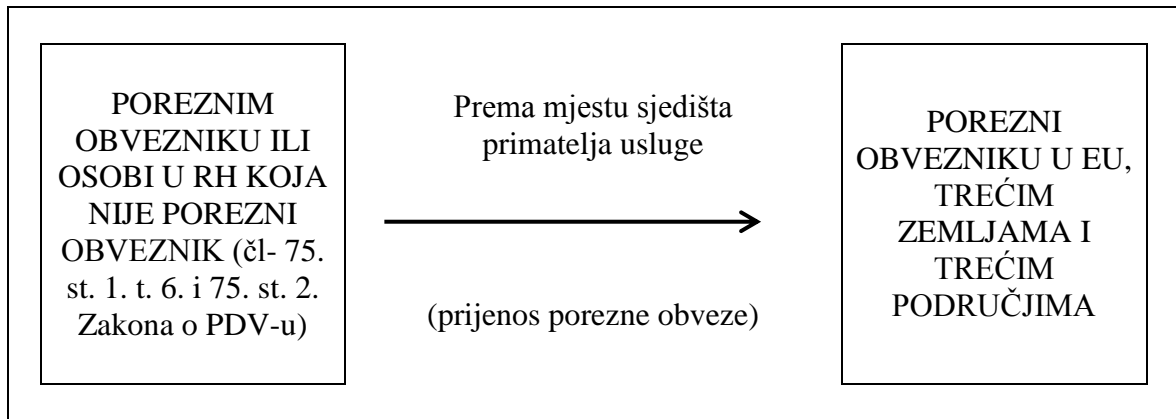 POREZNIM
OBVEZNIKU ILI
OSOBI U RH KOJA
NIJE POREZNI
OBVEZNIK (čl- 75.
st. 1. t. 6. i 75. st. 2.
Zakona o PDV-u)
Prema mjestu sjedišta
primatelja usluge
(prijenos porezne obveze)
POREZNI
OBVEZNIKU U EU,
TREĆIM
ZEMLJAMA I
TREĆIM
PODRUČJIMA